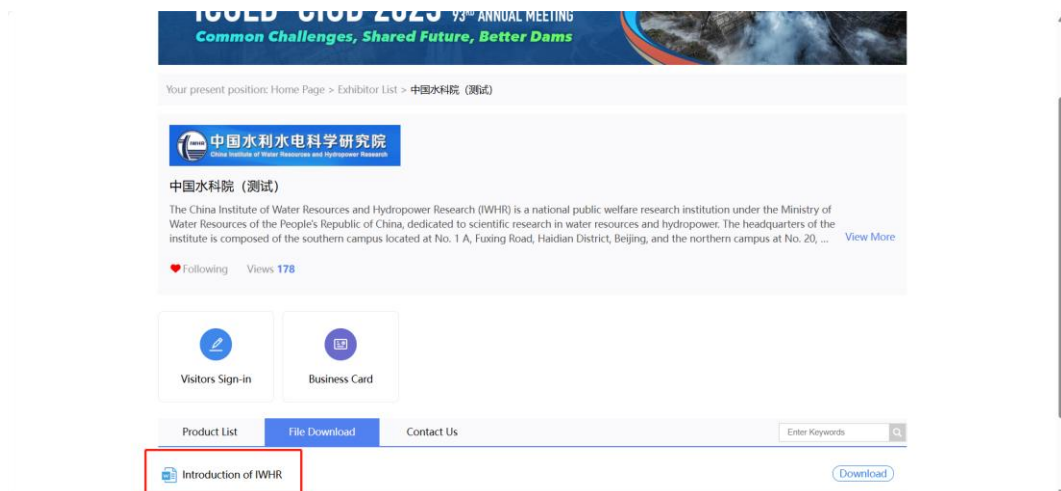 ICOLD CIGB 2025 93RD ANNUAL MEETING
Common Challenges, Shared Future, Better Dams
Your present position: Home Page > Exhibitor List > 中国水科院（测试）
中国水利水电科学研究院
China Institute of Water Resources and Hydropower Research
中国水科院（测试）
The China Institute of Water Resources and Hydropower Research (IWHR) is a national public welfare research institution under the Ministry of
Water Resources of the People's Republic of China, dedicated to scientific research in water resources and hydropower. The headquarters of the
institute is composed of the southern campus located at No. 1 A, Fuxing Road, Haidian District, Beijing, and the northern campus at No. 20, ... View More
Following Views 178
Visitors Sign-in Business Card
Product List File Download Contact Us Enter Keywords
Introduction of IWHR Download